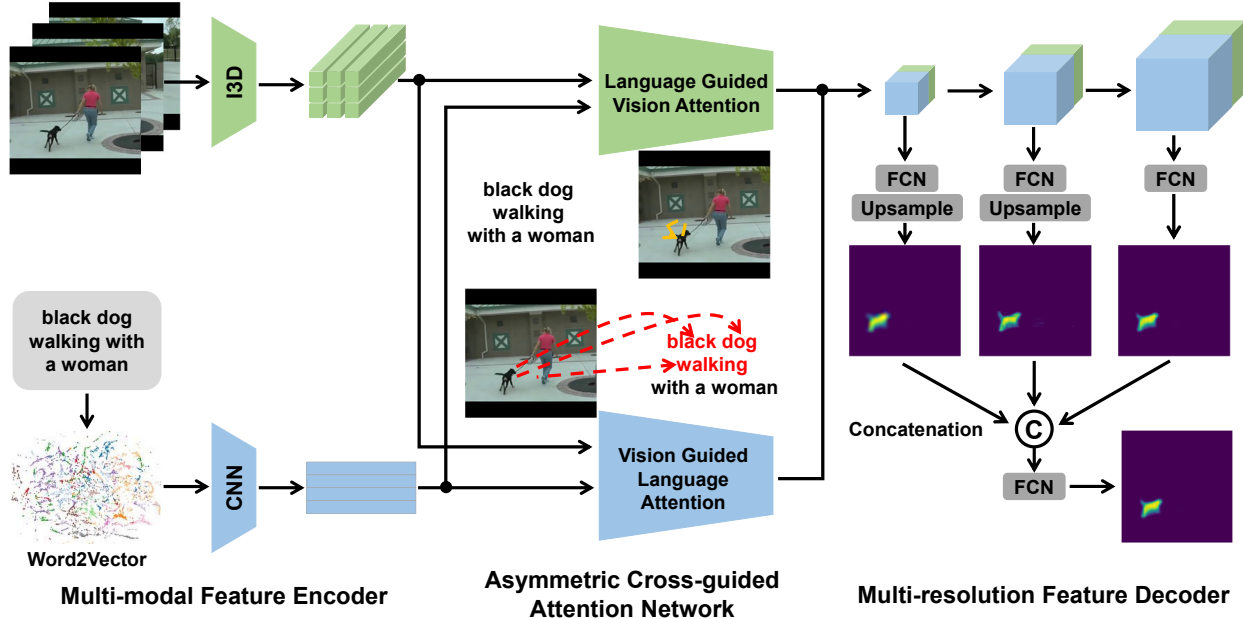 I3D
Language Guided
Vision Attention
black dog
walking
with a woman
FCN
Upsample
FCN
Upsample
FCN
black dog
walking with
a woman
black dog
walking
with a woman
Word2Vector
CNN
Vision Guided
Language
Attention
Concatenation
C
FCN
Multi-modal Feature Encoder
Asymmetric Cross-guided
Attention Network
Multi-resolution Feature Decoder